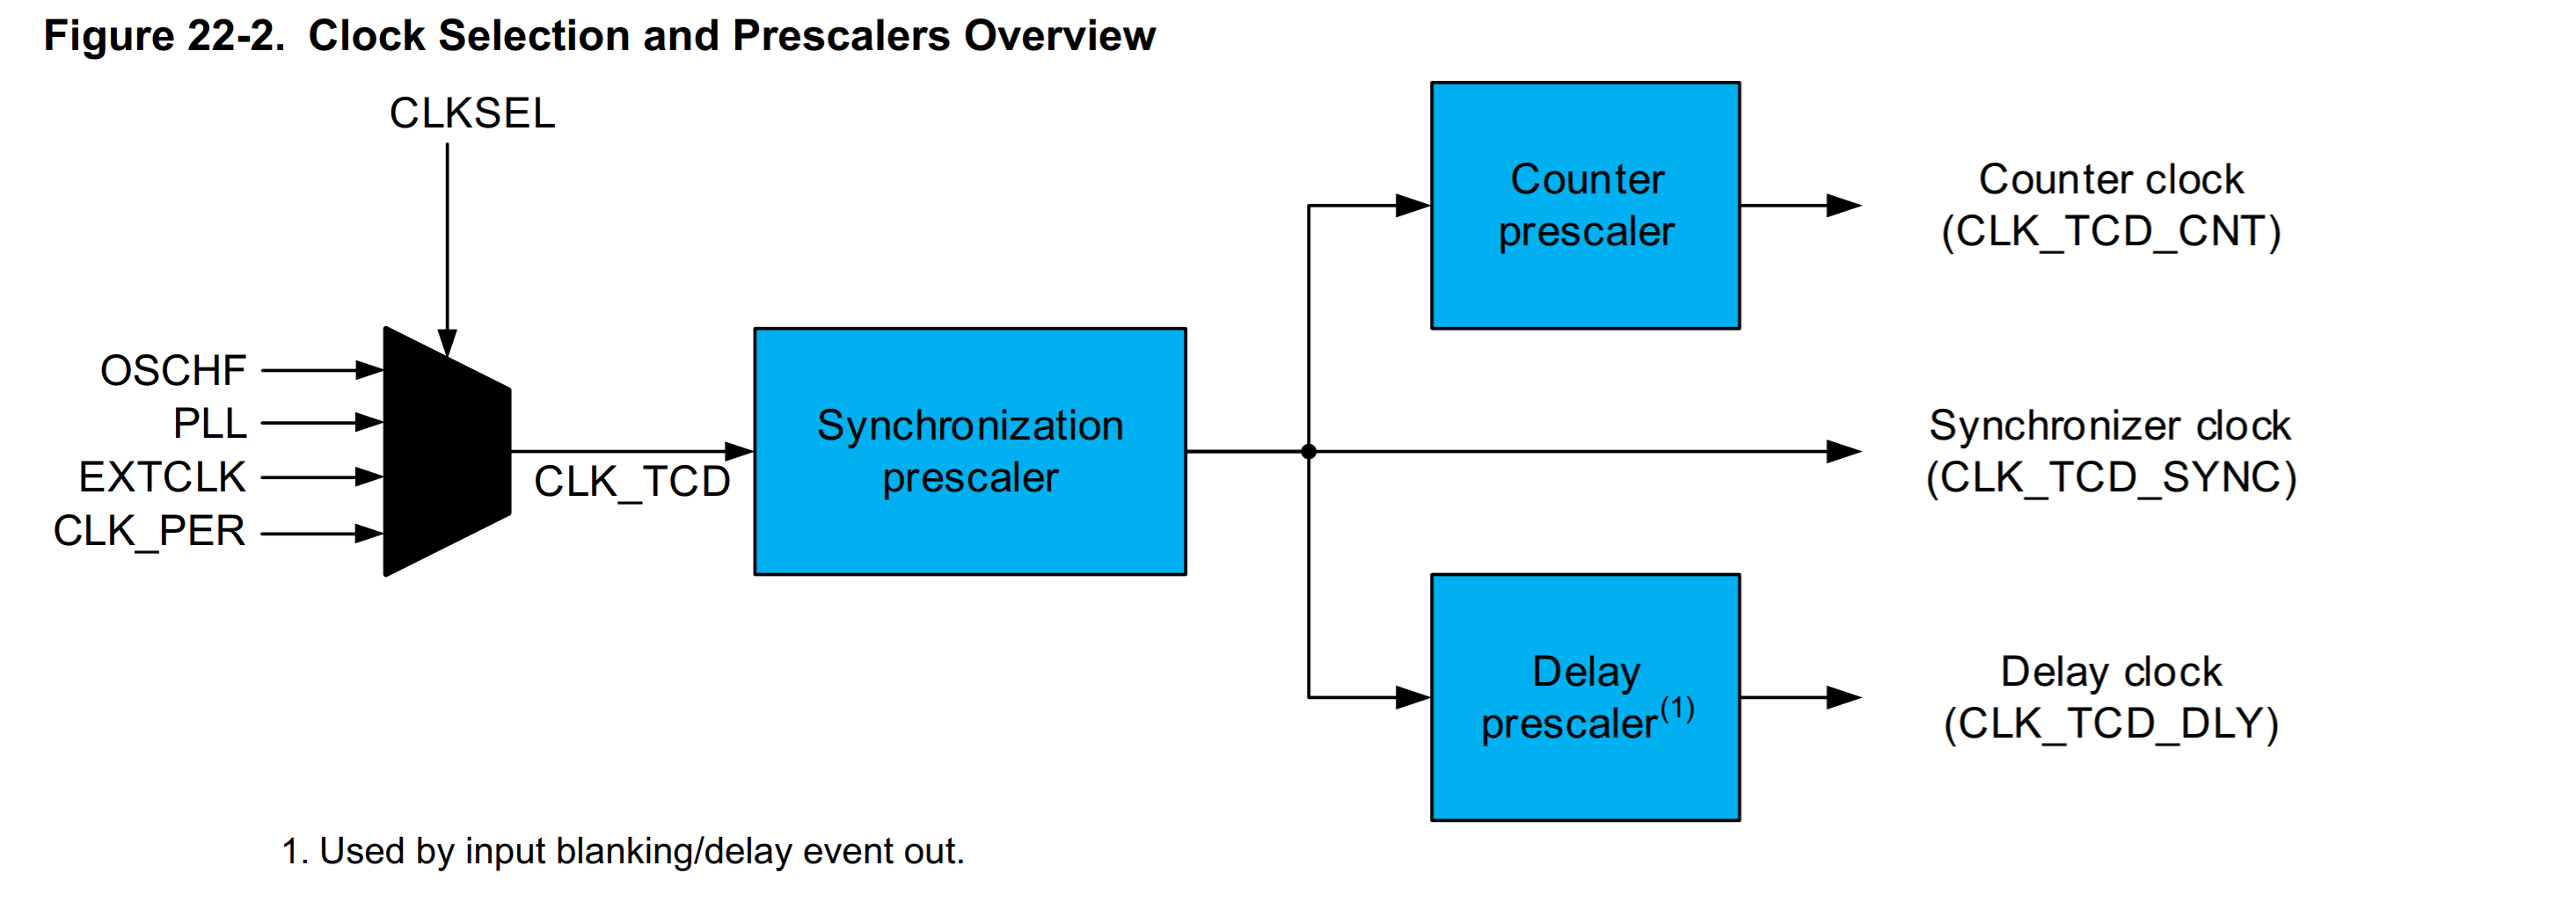 Figure 22-2. Clock Selection and Prescalers Overview
CLKSEL
OSCHF
PLL
EXTCLK
CLK_PER
CLK_TCD
Synchronization
prescaler
Counter
prescaler
Counter clock
(CLK_TCD_CNT)
Synchronizer clock
(CLK_TCD_SYNC)
Delay
prescaler(1)
Delay clock
(CLK_TCD_DLY)
1. Used by input blanking/delay event out.